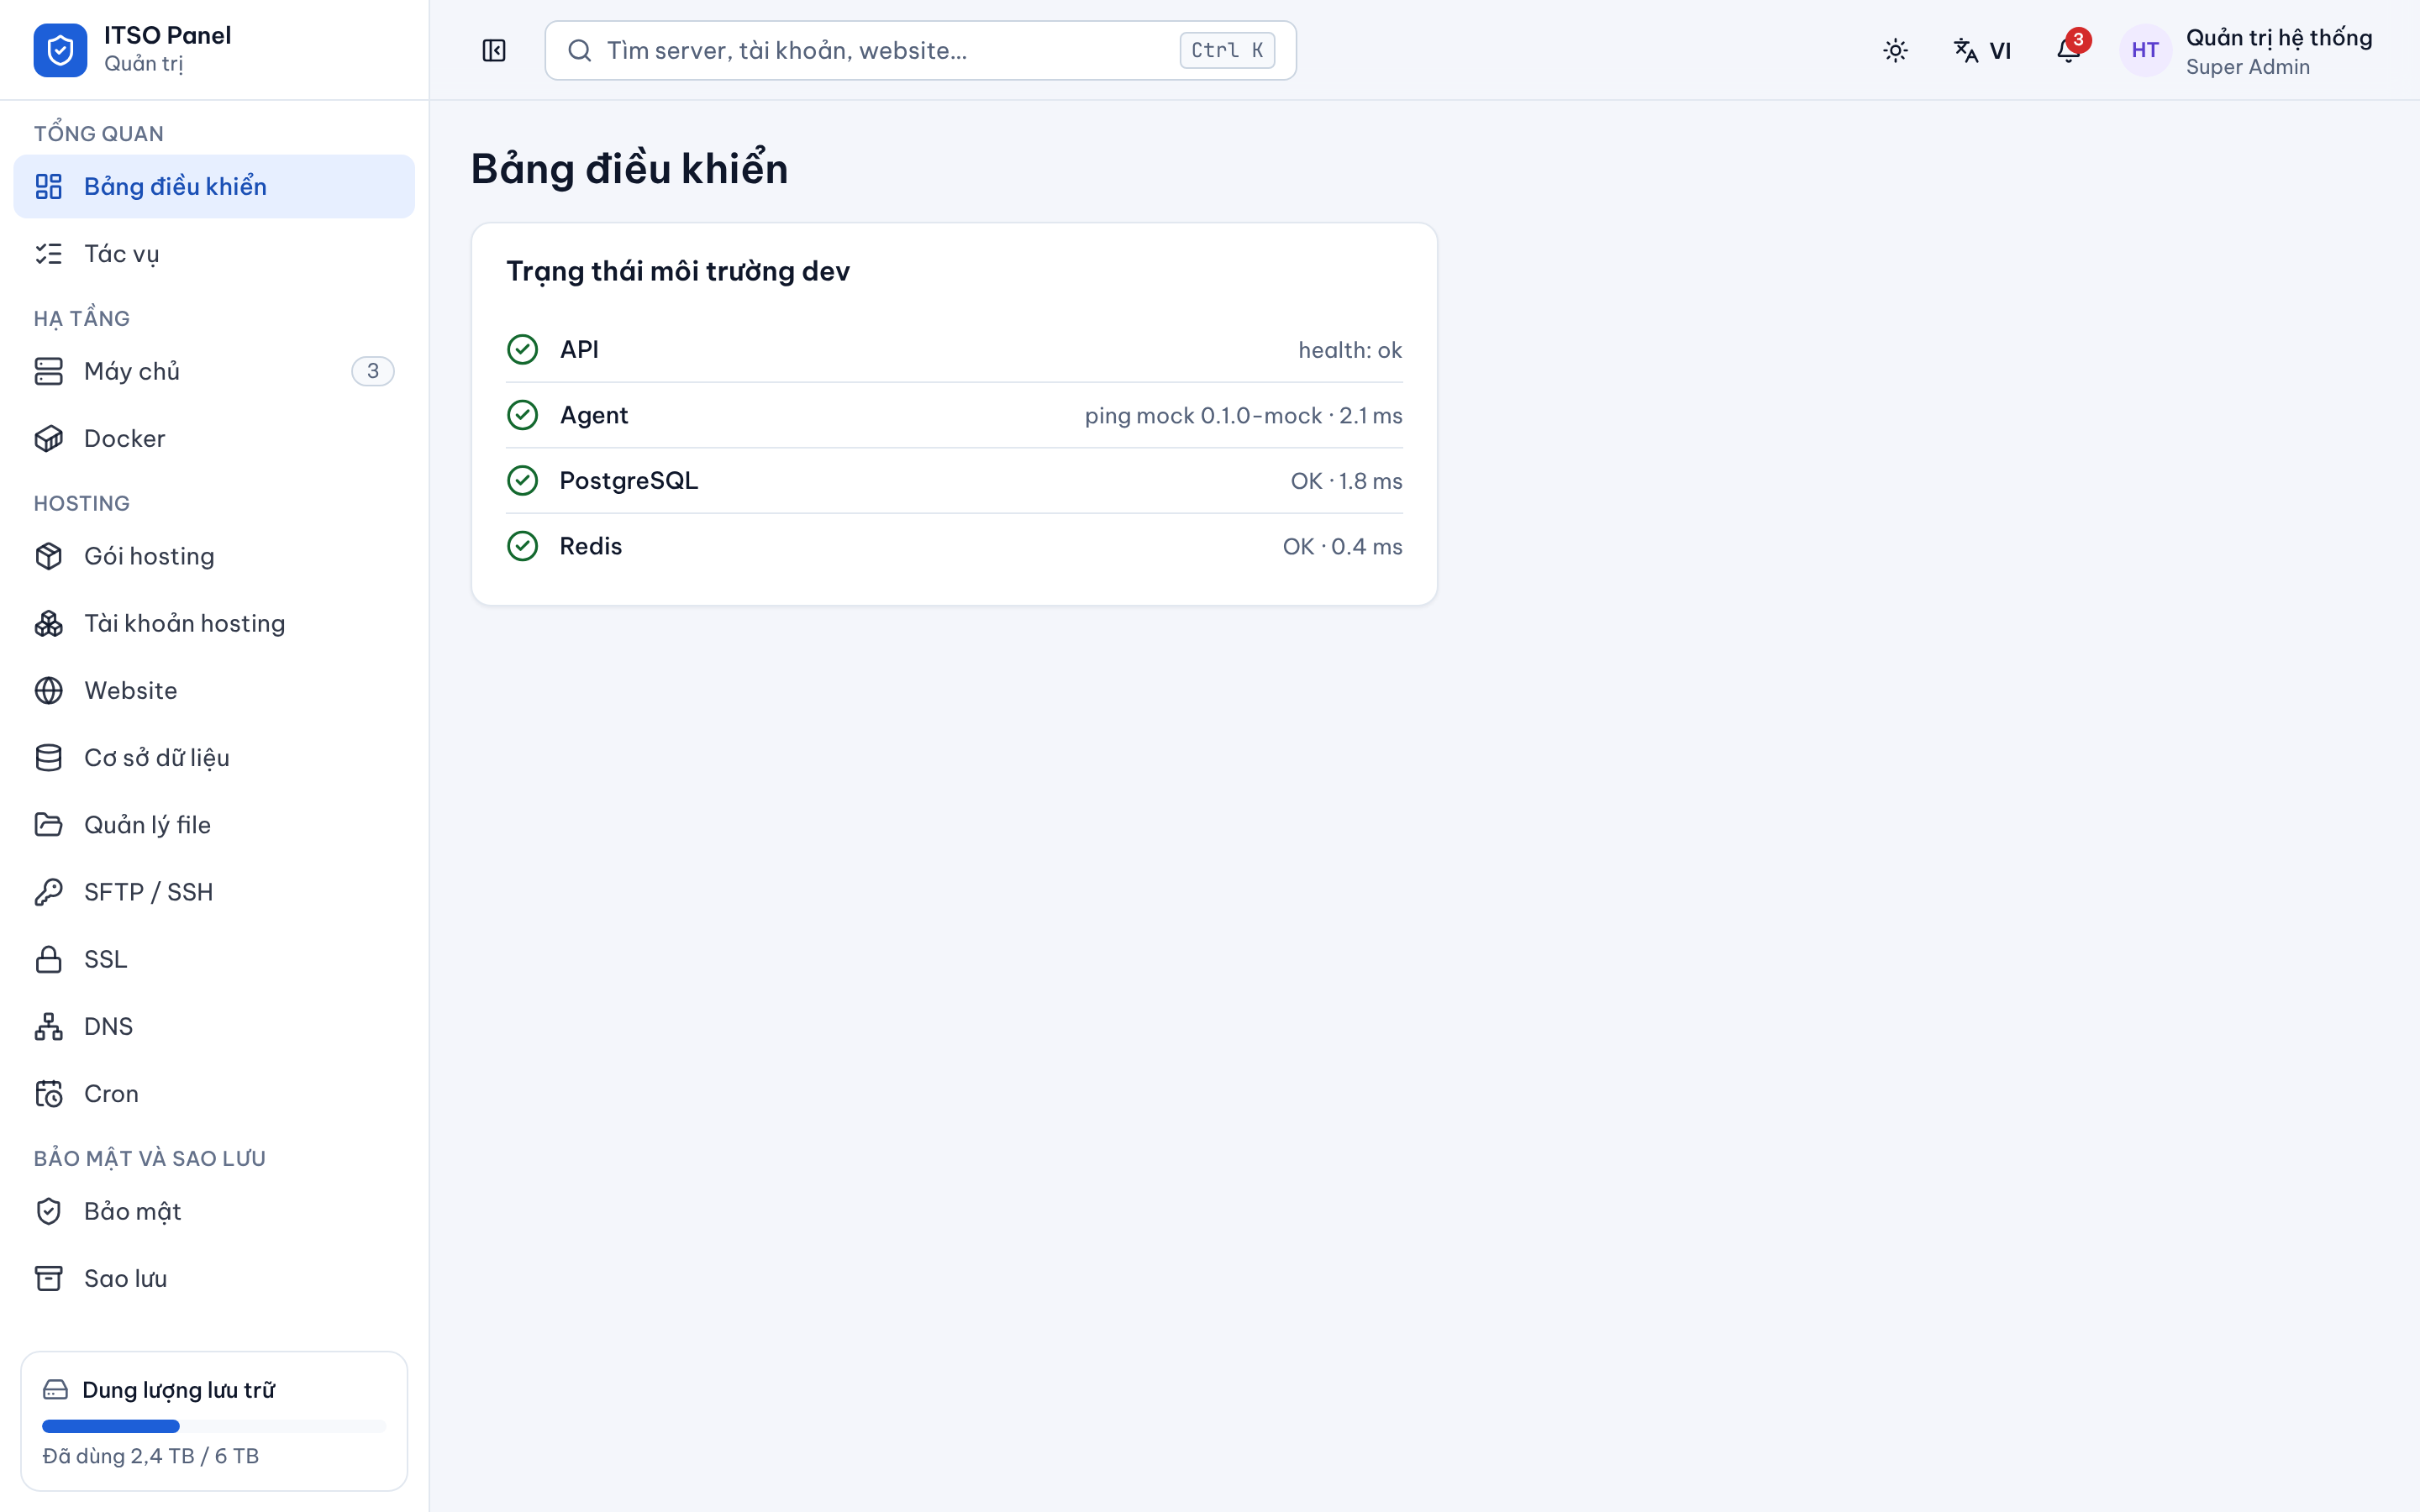 ITSO Panel
Quản trị
Tìm server, tài khoản, website...
Ctrl K
VI
3
HT
Quản trị hệ thống
Super Admin
TỔNG QUAN
Bảng điều khiển
Tác vụ
HẠ TẦNG
Máy chủ
3
Docker
HOSTING
Gói hosting
Tài khoản hosting
Website
Cơ sở dữ liệu
Quản lý file
SFTP / SSH
SSL
DNS
Cron
BẢO MẬT VÀ SAO LƯU
Bảo mật
Sao lưu
Dung lượng lưu trữ
Đã dùng 2,4 TB / 6 TB
Bảng điều khiển
Trạng thái môi trường dev
API health: ok
Agent ping mock 0.1.0-mock · 2.1 ms
PostgreSQL OK · 1.8 ms
Redis OK · 0.4 ms